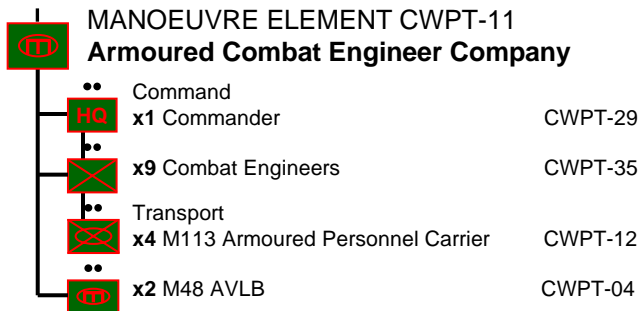 MANOEUVRE ELEMENT CWPT-11
Armoured Combat Engineer Company
Command
HQ x1 Commander CWPT-29
x9 Combat Engineers CWPT-35
Transport
x4 M113 Armoured Personnel Carrier CWPT-12
x2 M48 AVLB CWPT-04